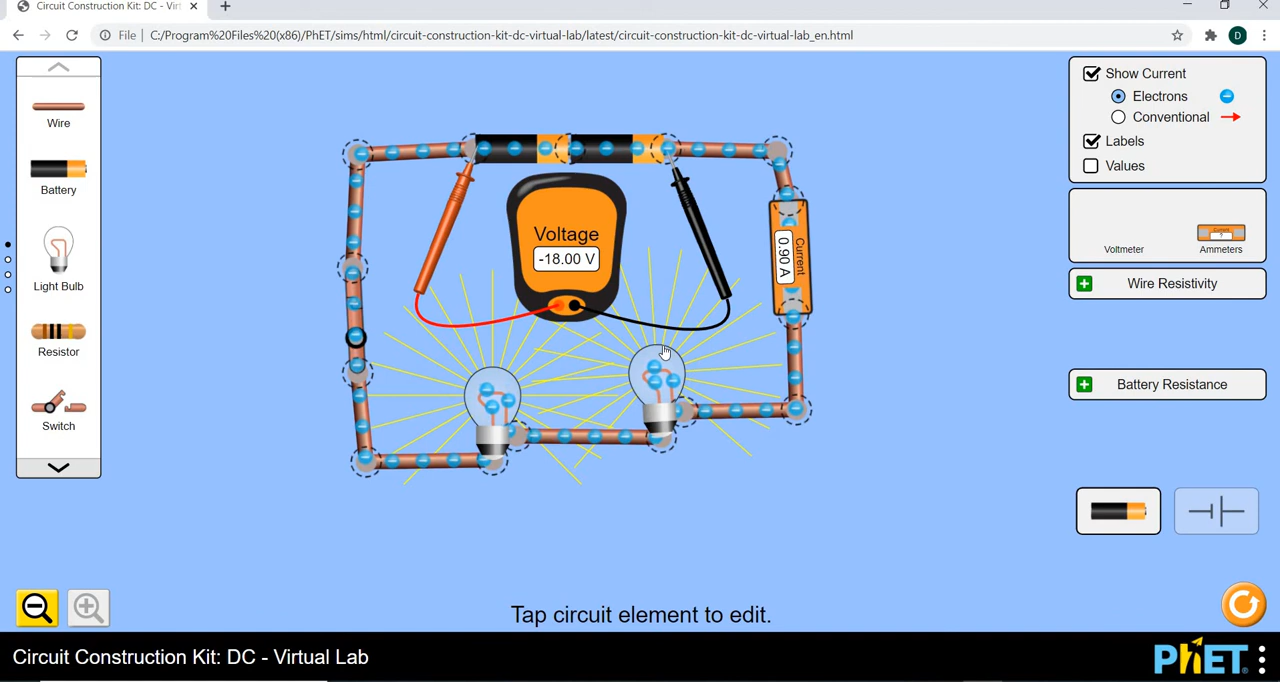 Circuit Construction Kit: DC - Virt
File
C:/Program%20Files%20(x86)/PhET/sims/html/circuit-construction-kit-dc-virtual-lab/latest/circuit-construction-kit-dc-virtual-lab_en.html
D
Wire
Battery
Light Bulb
Resistor
Switch
Voltage
-18.00 V
Current
0.90 A
Show Current
Electrons
Conventional
Labels
Values
Voltmeter
Current
?
Ammeters
Wire Resistivity
Battery Resistance
Tap circuit element to edit.
Circuit Construction Kit: DC - Virtual Lab
PhET